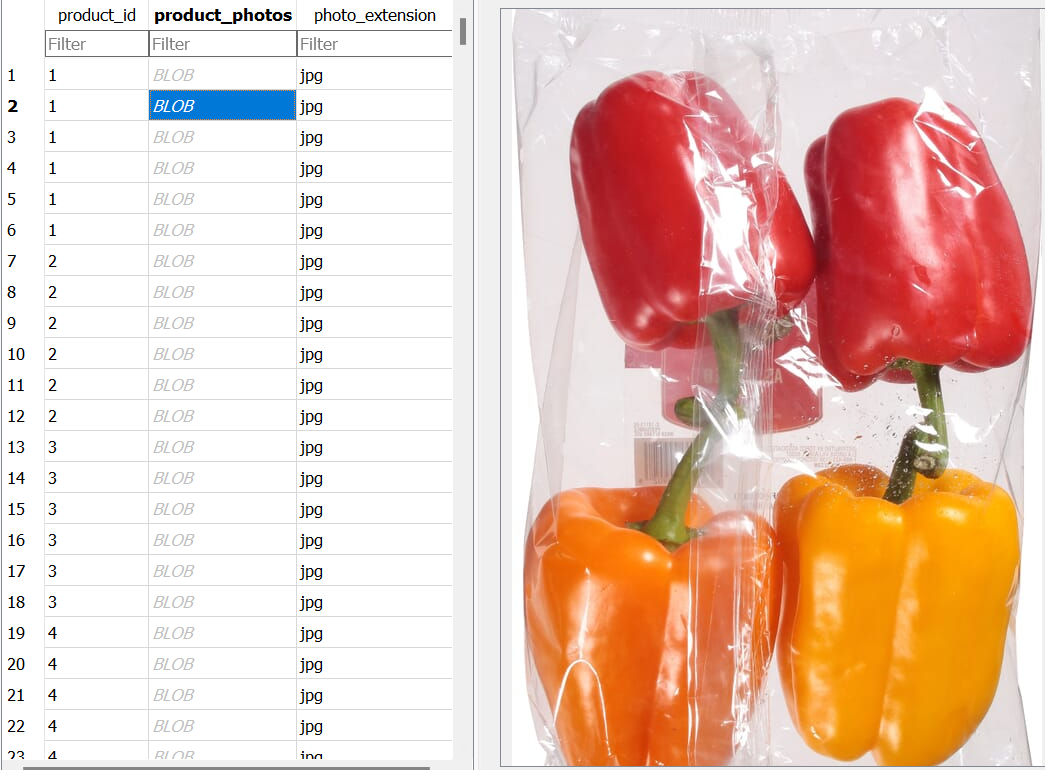 product_id product_photos photo_extension
Filter Filter Filter
1 1 BLOB jpg
2 1 BLOB jpg
3 1 BLOB jpg
4 1 BLOB jpg
5 1 BLOB jpg
6 1 BLOB jpg
7 2 BLOB jpg
8 2 BLOB jpg
9 2 BLOB jpg
10 2 BLOB jpg
11 2 BLOB jpg
12 2 BLOB jpg
13 3 BLOB jpg
14 3 BLOB jpg
15 3 BLOB jpg
16 3 BLOB jpg
17 3 BLOB jpg
18 3 BLOB jpg
19 4 BLOB jpg
20 4 BLOB jpg
21 4 BLOB jpg
22 4 BLOB jpg
23 4 BLOB jpg